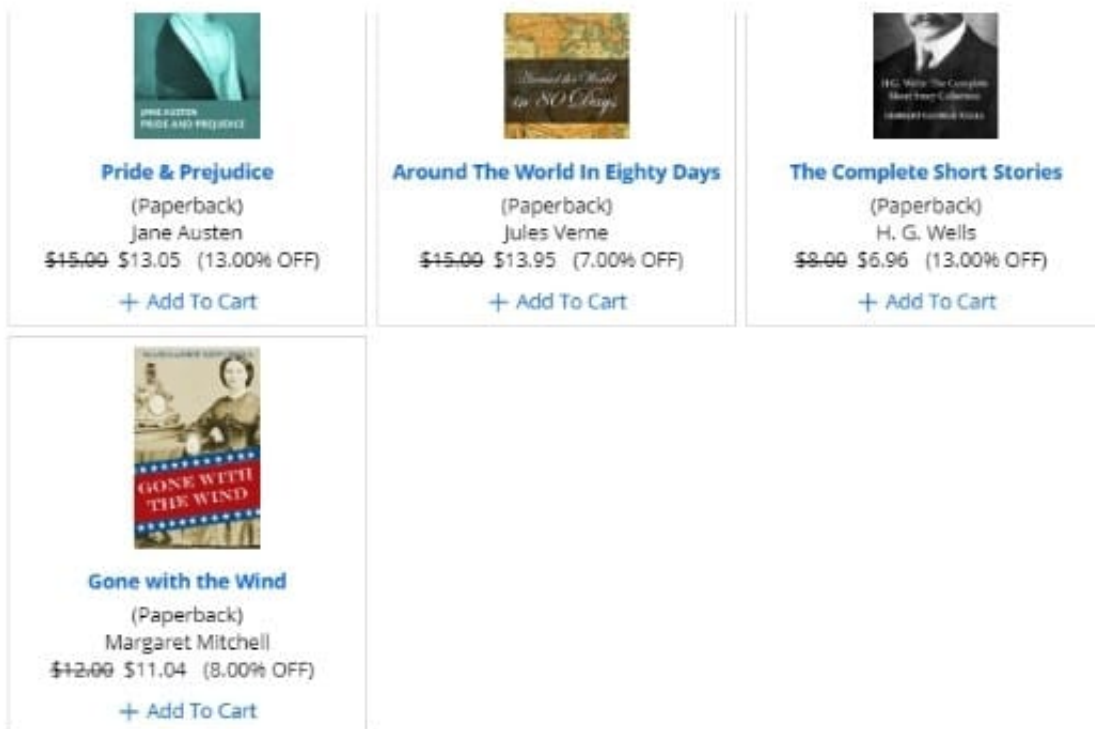 JANE AUSTEN
PRIDE AND PREJUDICE
Around the World
in 80 Days
H.G. Wells: The Complete
Short Story Collection
HERBERT GEORGE WELLS
Pride & Prejudice
(Paperback)
Jane Austen
$15.00 $13.05 (13.00% OFF)
+ Add To Cart
Around The World In Eighty Days
(Paperback)
Jules Verne
$15.00 $13.95 (7.00% OFF)
+ Add To Cart
The Complete Short Stories
(Paperback)
H. G. Wells
$8.00 $6.96 (13.00% OFF)
+ Add To Cart
GONE WITH
THE WIND
Gone with the Wind
(Paperback)
Margaret Mitchell
$12.00 $11.04 (8.00% OFF)
+ Add To Cart